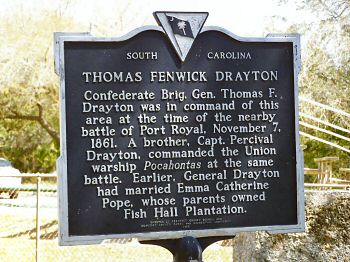 SOUTH CAROLINA
THOMAS FENWICK DRAYTON
Confederate Brig. Gen. Thomas F.
Drayton was in command of this
area at the time of the nearby
battle of Port Royal, November 7,
1861. A brother, Capt. Percival
Drayton, commanded the Union
warship Pocahontas at the same
battle. Earlier, General Drayton
had married Emma Catherine
Pope, whose parents owned
Fish Hall Plantation.